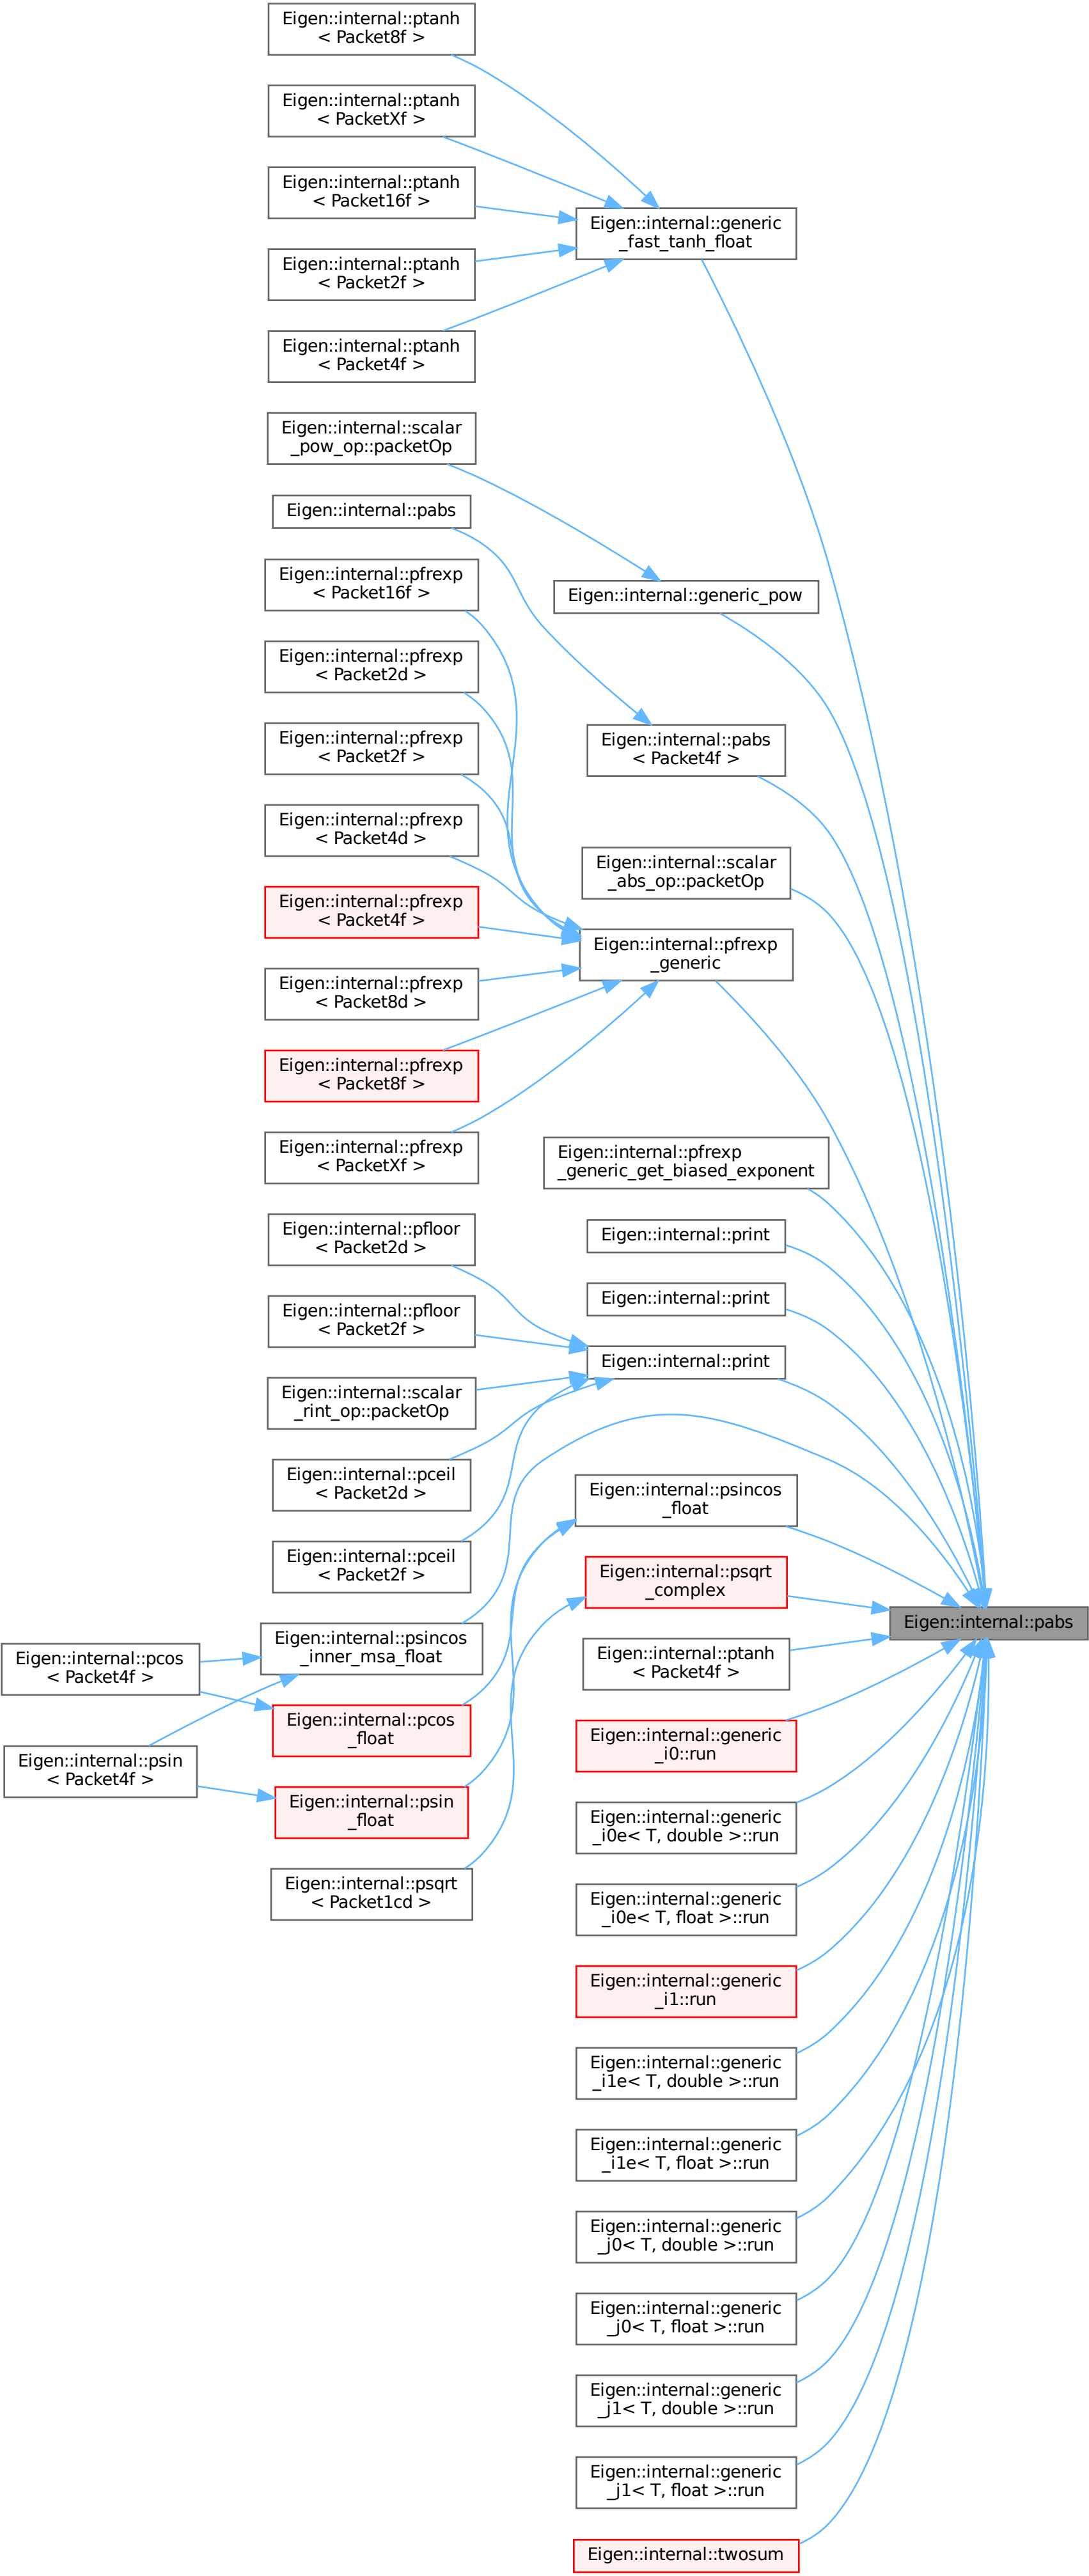 Eigen::internal::ptanh
< Packet8f >
Eigen::internal::ptanh
< PacketXf >
Eigen::internal::ptanh
< Packet16f >
Eigen::internal::generic
_fast_tanh_float
Eigen::internal::ptanh
< Packet2f >
Eigen::internal::ptanh
< Packet4f >
Eigen::internal::scalar
_pow_op::packetOp
Eigen::internal::pabs
Eigen::internal::pfrexp
< Packet16f >
Eigen::internal::generic_pow
Eigen::internal::pfrexp
< Packet2d >
Eigen::internal::pfrexp
< Packet2f >
Eigen::internal::pabs
< Packet4f >
Eigen::internal::pfrexp
< Packet4d >
Eigen::internal::scalar
_abs_op::packetOp
Eigen::internal::pfrexp
< Packet4f >
Eigen::internal::pfrexp
_generic
Eigen::internal::pfrexp
< Packet8d >
Eigen::internal::pfrexp
< Packet8f >
Eigen::internal::pfrexp
< PacketXf >
Eigen::internal::pfrexp
_generic_get_biased_exponent
Eigen::internal::pfloor
< Packet2d >
Eigen::internal::print
Eigen::internal::pfloor
< Packet2f >
Eigen::internal::print
Eigen::internal::print
Eigen::internal::scalar
_rint_op::packetOp
Eigen::internal::pceil
< Packet2d >
Eigen::internal::psincos
_float
Eigen::internal::pceil
< Packet2f >
Eigen::internal::psqrt
_complex
Eigen::internal::pabs
Eigen::internal::psincos
_inner_msa_float
Eigen::internal::ptanh
< Packet4f >
Eigen::internal::pcos
< Packet4f >
Eigen::internal::pcos
_float
Eigen::internal::generic
_i0::run
Eigen::internal::psin
< Packet4f >
Eigen::internal::psin
_float
Eigen::internal::generic
_i0e< T, double >::run
Eigen::internal::psqrt
< Packet1cd >
Eigen::internal::generic
_i0e< T, float >::run
Eigen::internal::generic
_i1::run
Eigen::internal::generic
_i1e< T, double >::run
Eigen::internal::generic
_i1e< T, float >::run
Eigen::internal::generic
_j0< T, double >::run
Eigen::internal::generic
_j0< T, float >::run
Eigen::internal::generic
_j1< T, double >::run
Eigen::internal::generic
_j1< T, float >::run
Eigen::internal::twosum